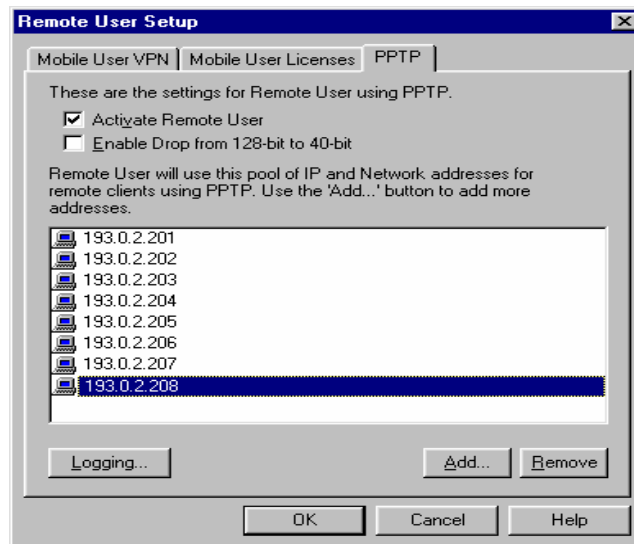 Remote User Setup
Mobile User VPN Mobile User Licenses PPTP
These are the settings for Remote User using PPTP.
Activate Remote User
Enable Drop from 128-bit to 40-bit
Remote User will use this pool of IP and Network addresses for
remote clients using PPTP. Use the 'Add...' button to add more
addresses.
193.0.2.201
193.0.2.202
193.0.2.203
193.0.2.204
193.0.2.205
193.0.2.206
193.0.2.207
193.0.2.208
Logging... Add... Remove
OK Cancel Help